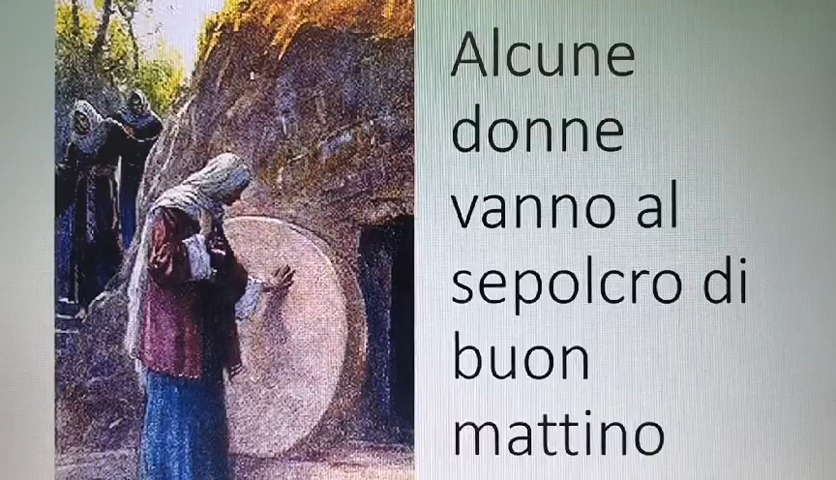 Alcune
donne
vanno al
sepolcro di
buon
mattino